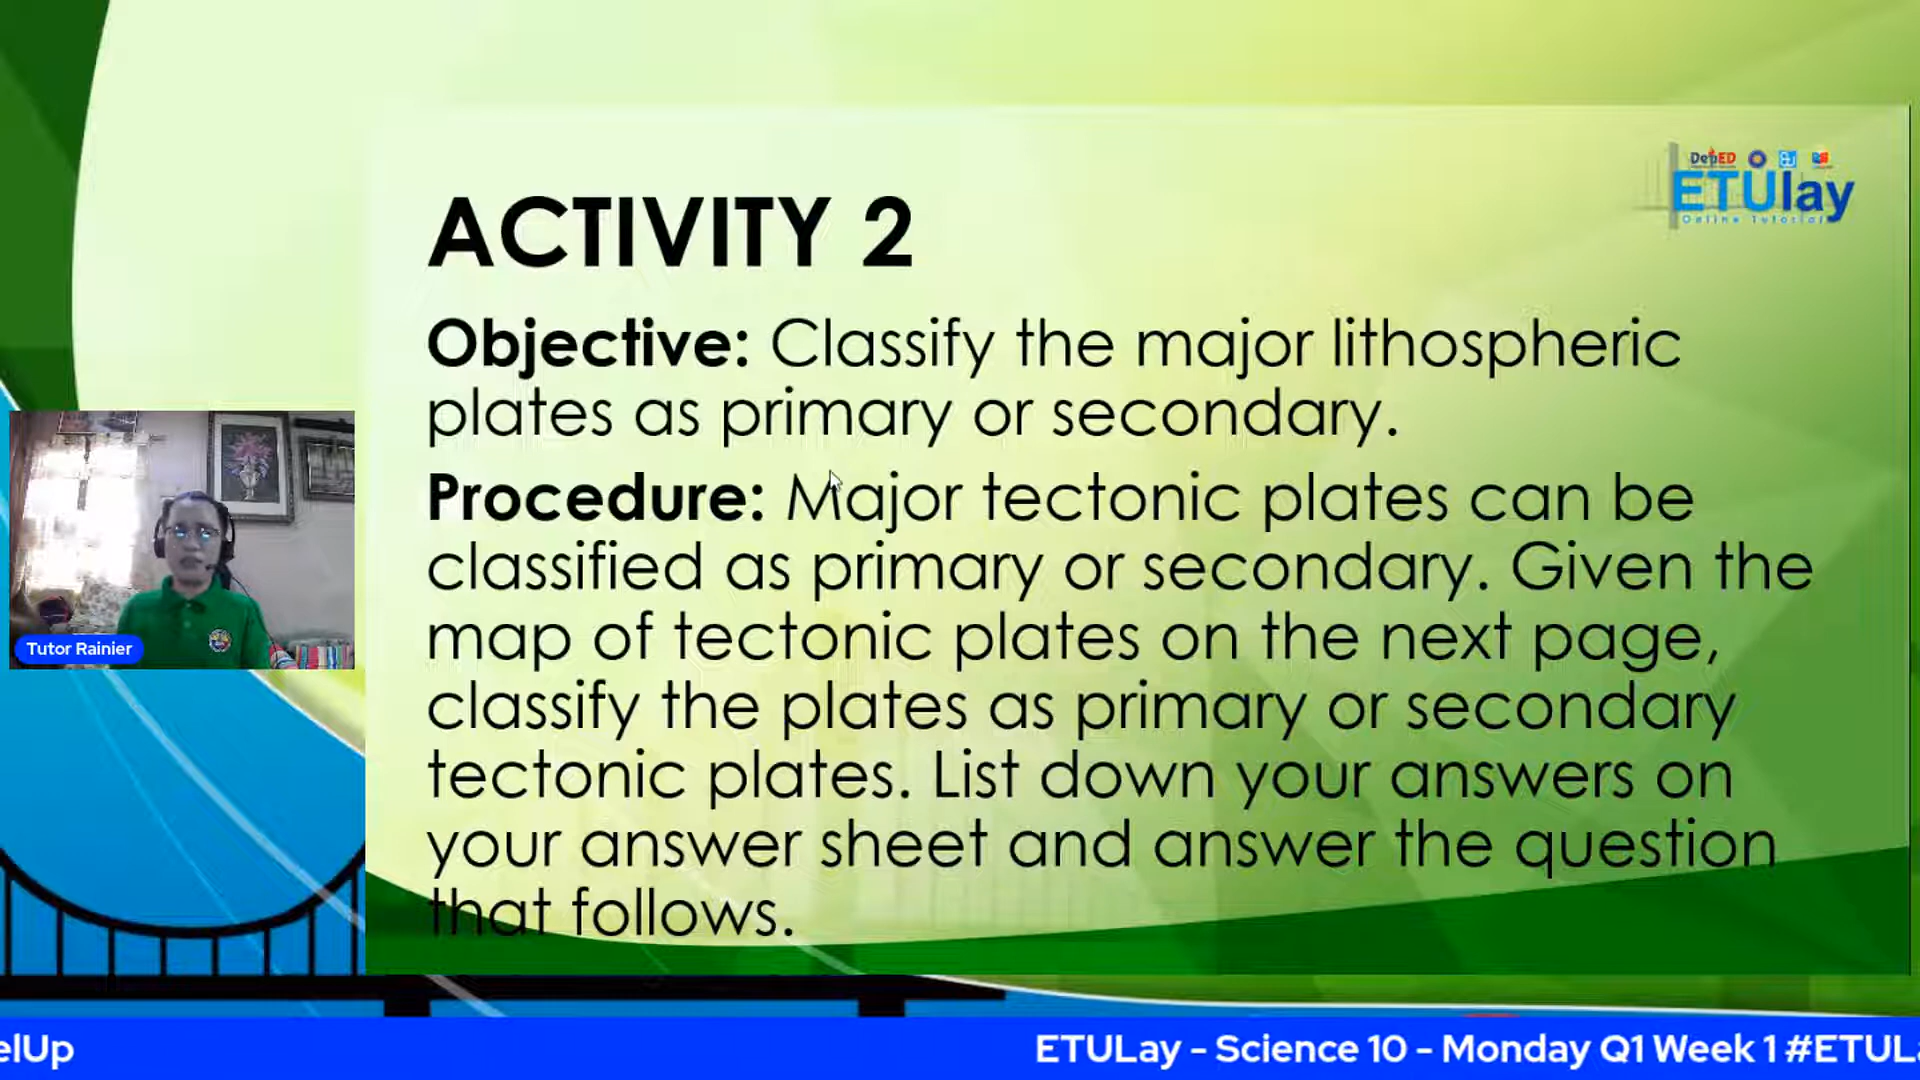 DepED
ETUlay
Online Tutorial
ACTIVITY 2
Objective: Classify the major lithospheric
plates as primary or secondary.
Procedure: Major tectonic plates can be
classified as primary or secondary. Given the
map of tectonic plates on the next page,
classify the plates as primary or secondary
tectonic plates. List down your answers on
your answer sheet and answer the question
that follows.
Tutor Rainier
elUp
ETULay - Science 10 - Monday Q1 Week 1 #ETULa